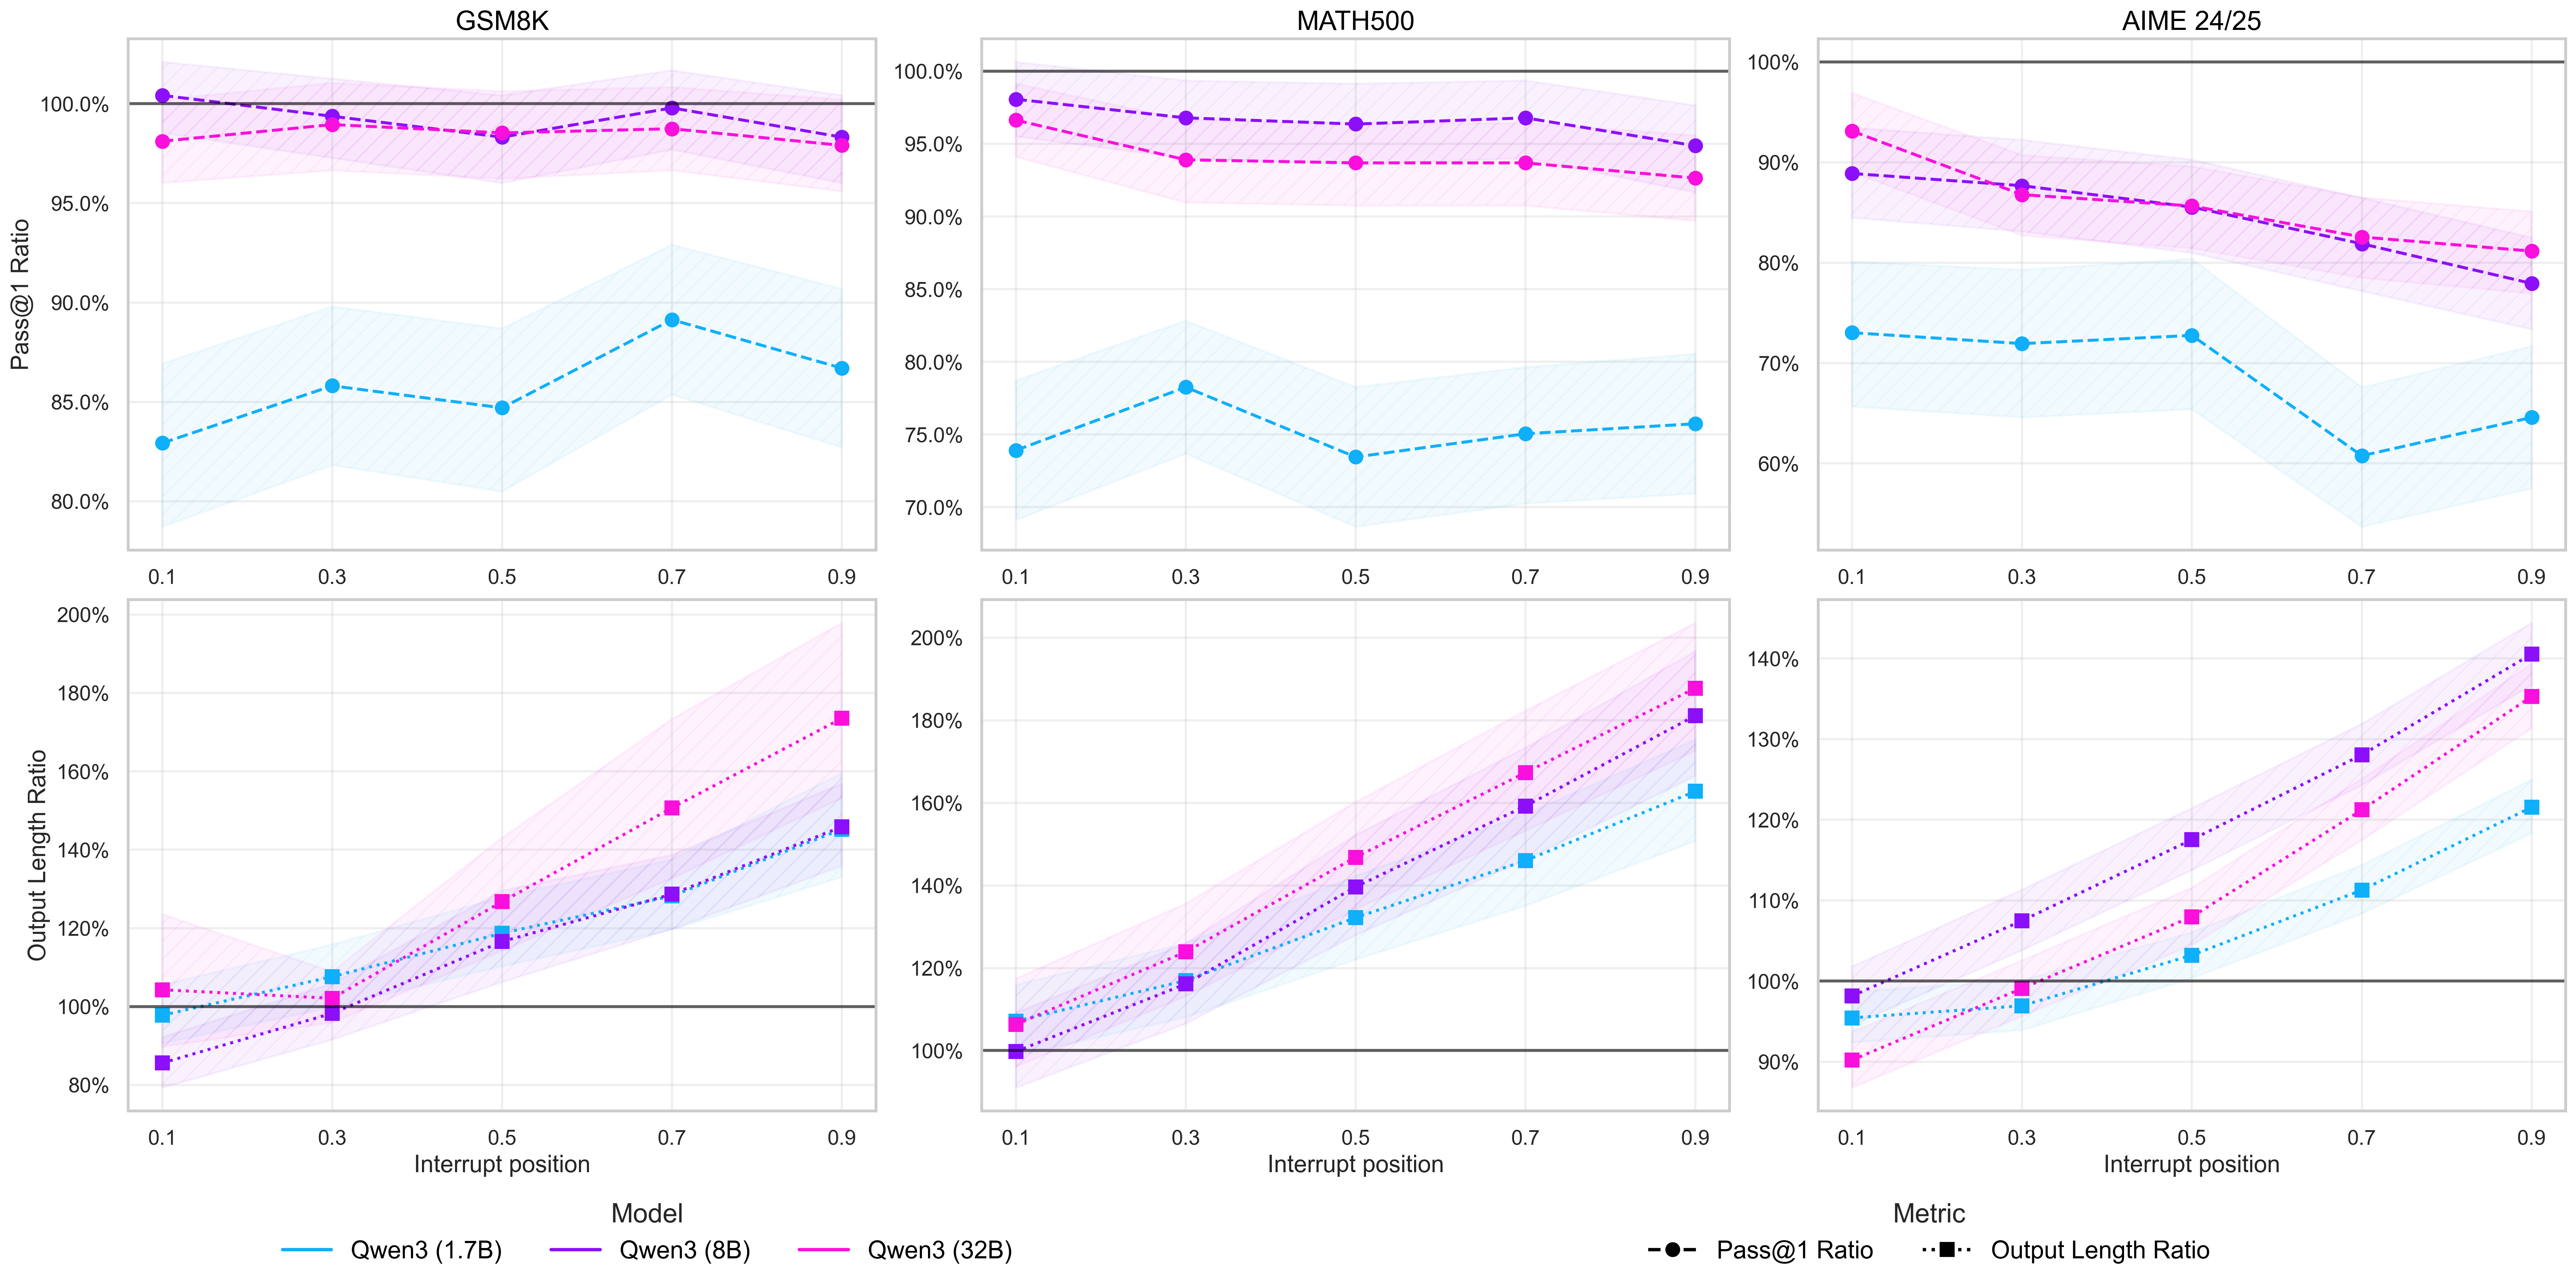 GSM8K
MATH500
AIME 24/25
Pass@1 Ratio
100.0%
95.0%
90.0%
85.0%
80.0%
0.1 0.3 0.5 0.7 0.9
100.0%
95.0%
90.0%
85.0%
80.0%
75.0%
70.0%
0.1 0.3 0.5 0.7 0.9
100%
90%
80%
70%
60%
0.1 0.3 0.5 0.7 0.9
Output Length Ratio
200%
180%
160%
140%
120%
100%
80%
0.1 0.3 0.5 0.7 0.9
Interrupt position
200%
180%
160%
140%
120%
100%
0.1 0.3 0.5 0.7 0.9
Interrupt position
140%
130%
120%
110%
100%
90%
0.1 0.3 0.5 0.7 0.9
Interrupt position
Model
Qwen3 (1.7B) Qwen3 (8B) Qwen3 (32B)
Metric
Pass@1 Ratio Output Length Ratio